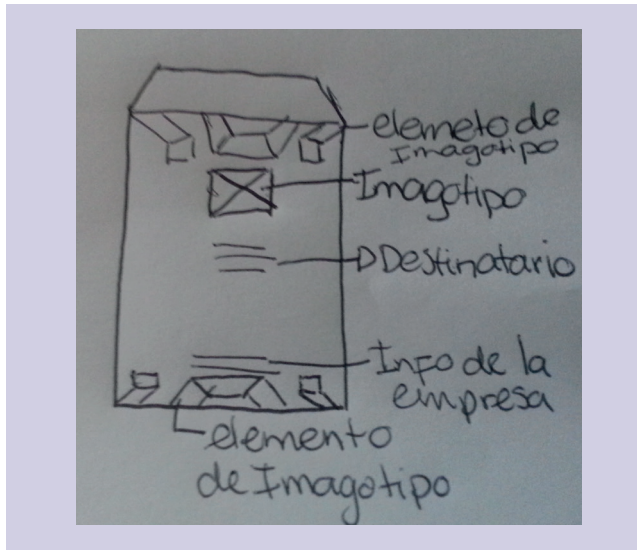 elemeto de
Imagotipo
Imagotipo
Destinatario
Info de la
empresa
elemento
de Imagotipo